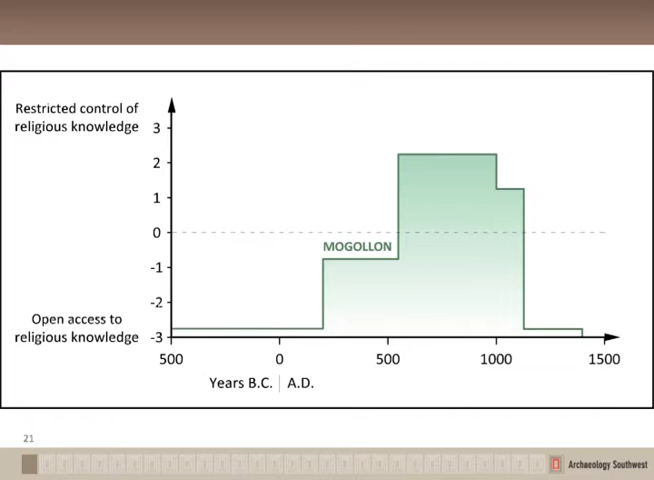 Restricted control of
religious knowledge
3
2
1
0
MOGOLLON
-1
-2
Open access to
religious knowledge
-3
500
0
500
1000
1500
Years B.C. A.D.
21
Archaeology Southwest